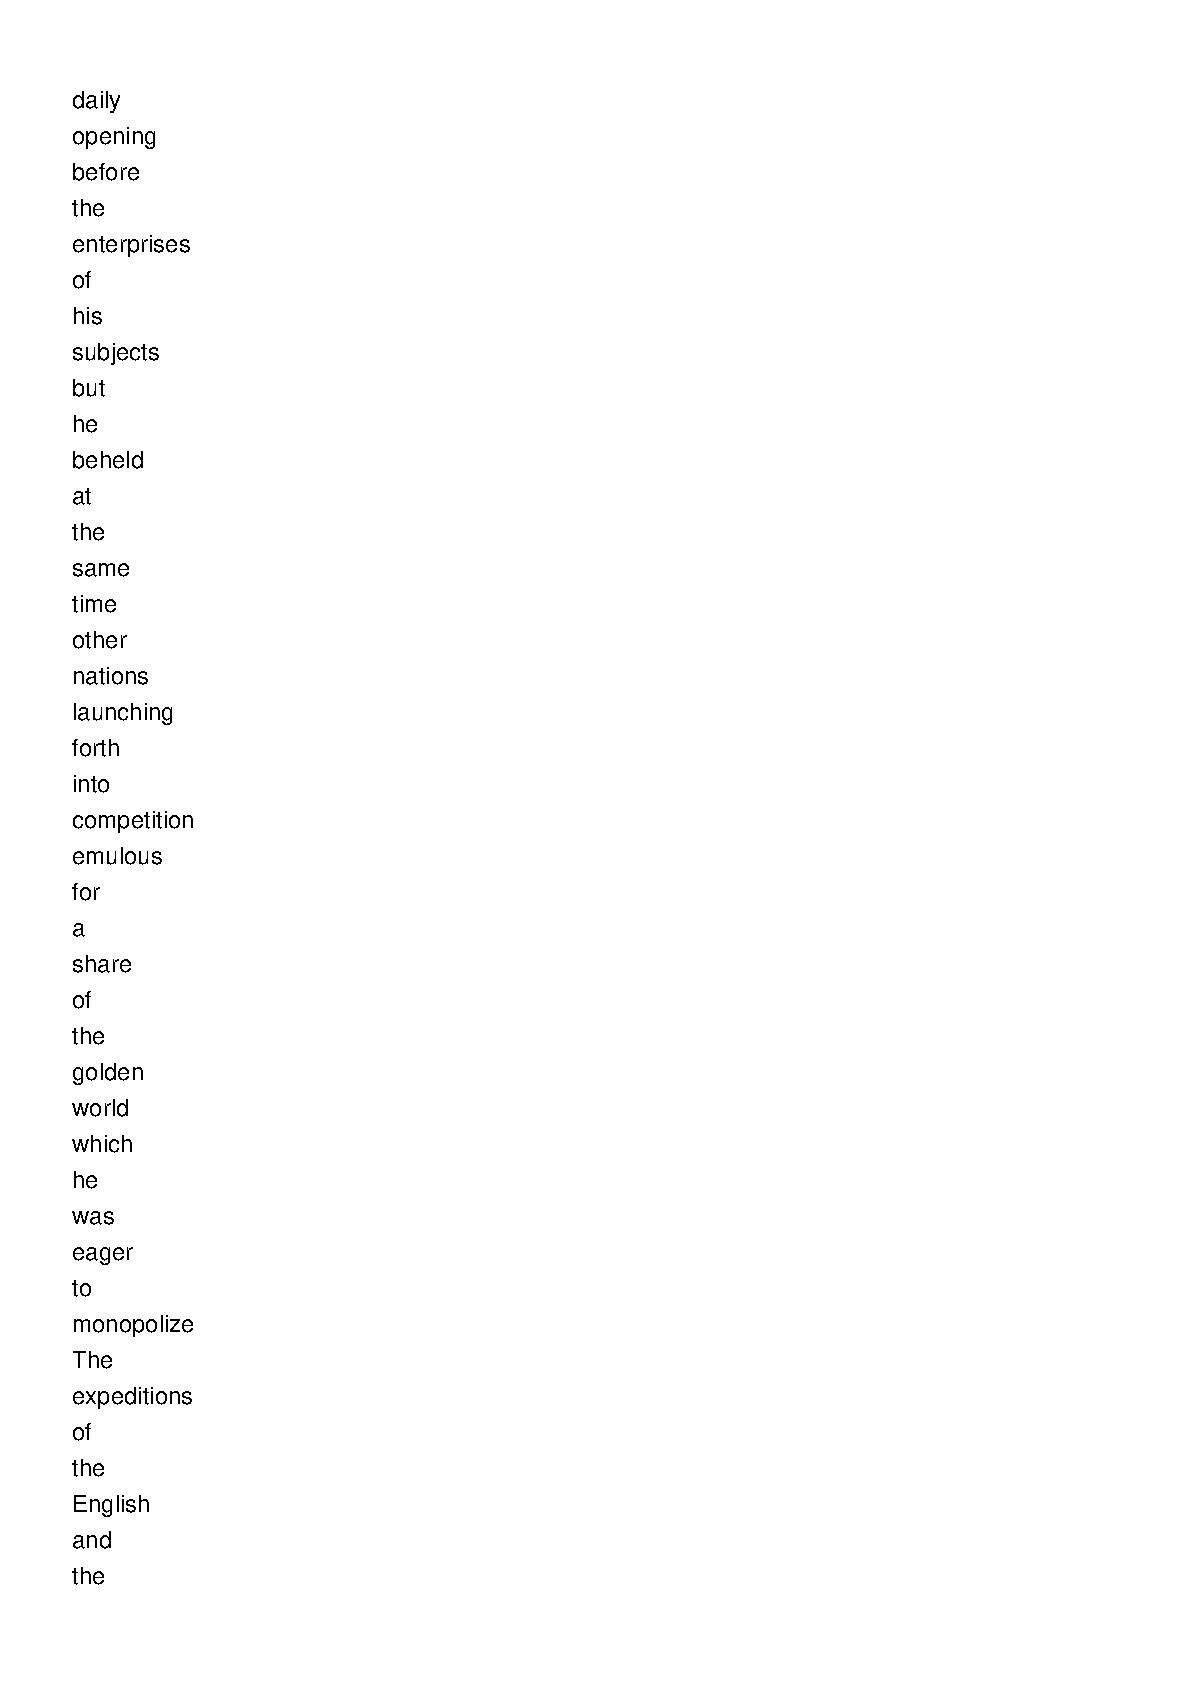 daily
opening
before
the
enterprises
of
his
subjects
but
he
beheld
at
the
same
time
other
nations
launching
forth
into
competition
emulous
for
a
share
of
the
golden
world
which
he
was
eager
to
monopolize
The
expeditions
of
the
English
and
the